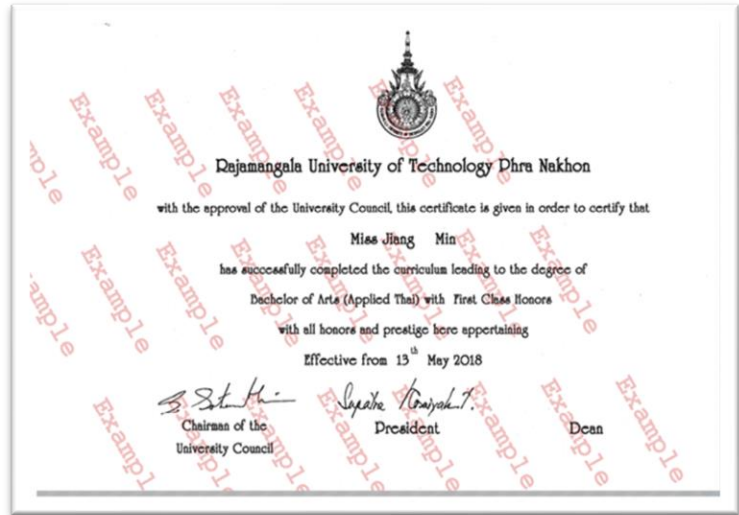 Rajamangala University of Technology Phra Nakhon
with the approval of the University Council, this certificate is given in order to certify that
Miss Jiang Min
has successfully completed the curriculum leading to the degree of
Bachelor of Arts (Applied Thai) with First Class Honors
with all honors and prestige here appertaining
Effective from 13th May 2018
Chairman of the
University Council
President
Dean
Example